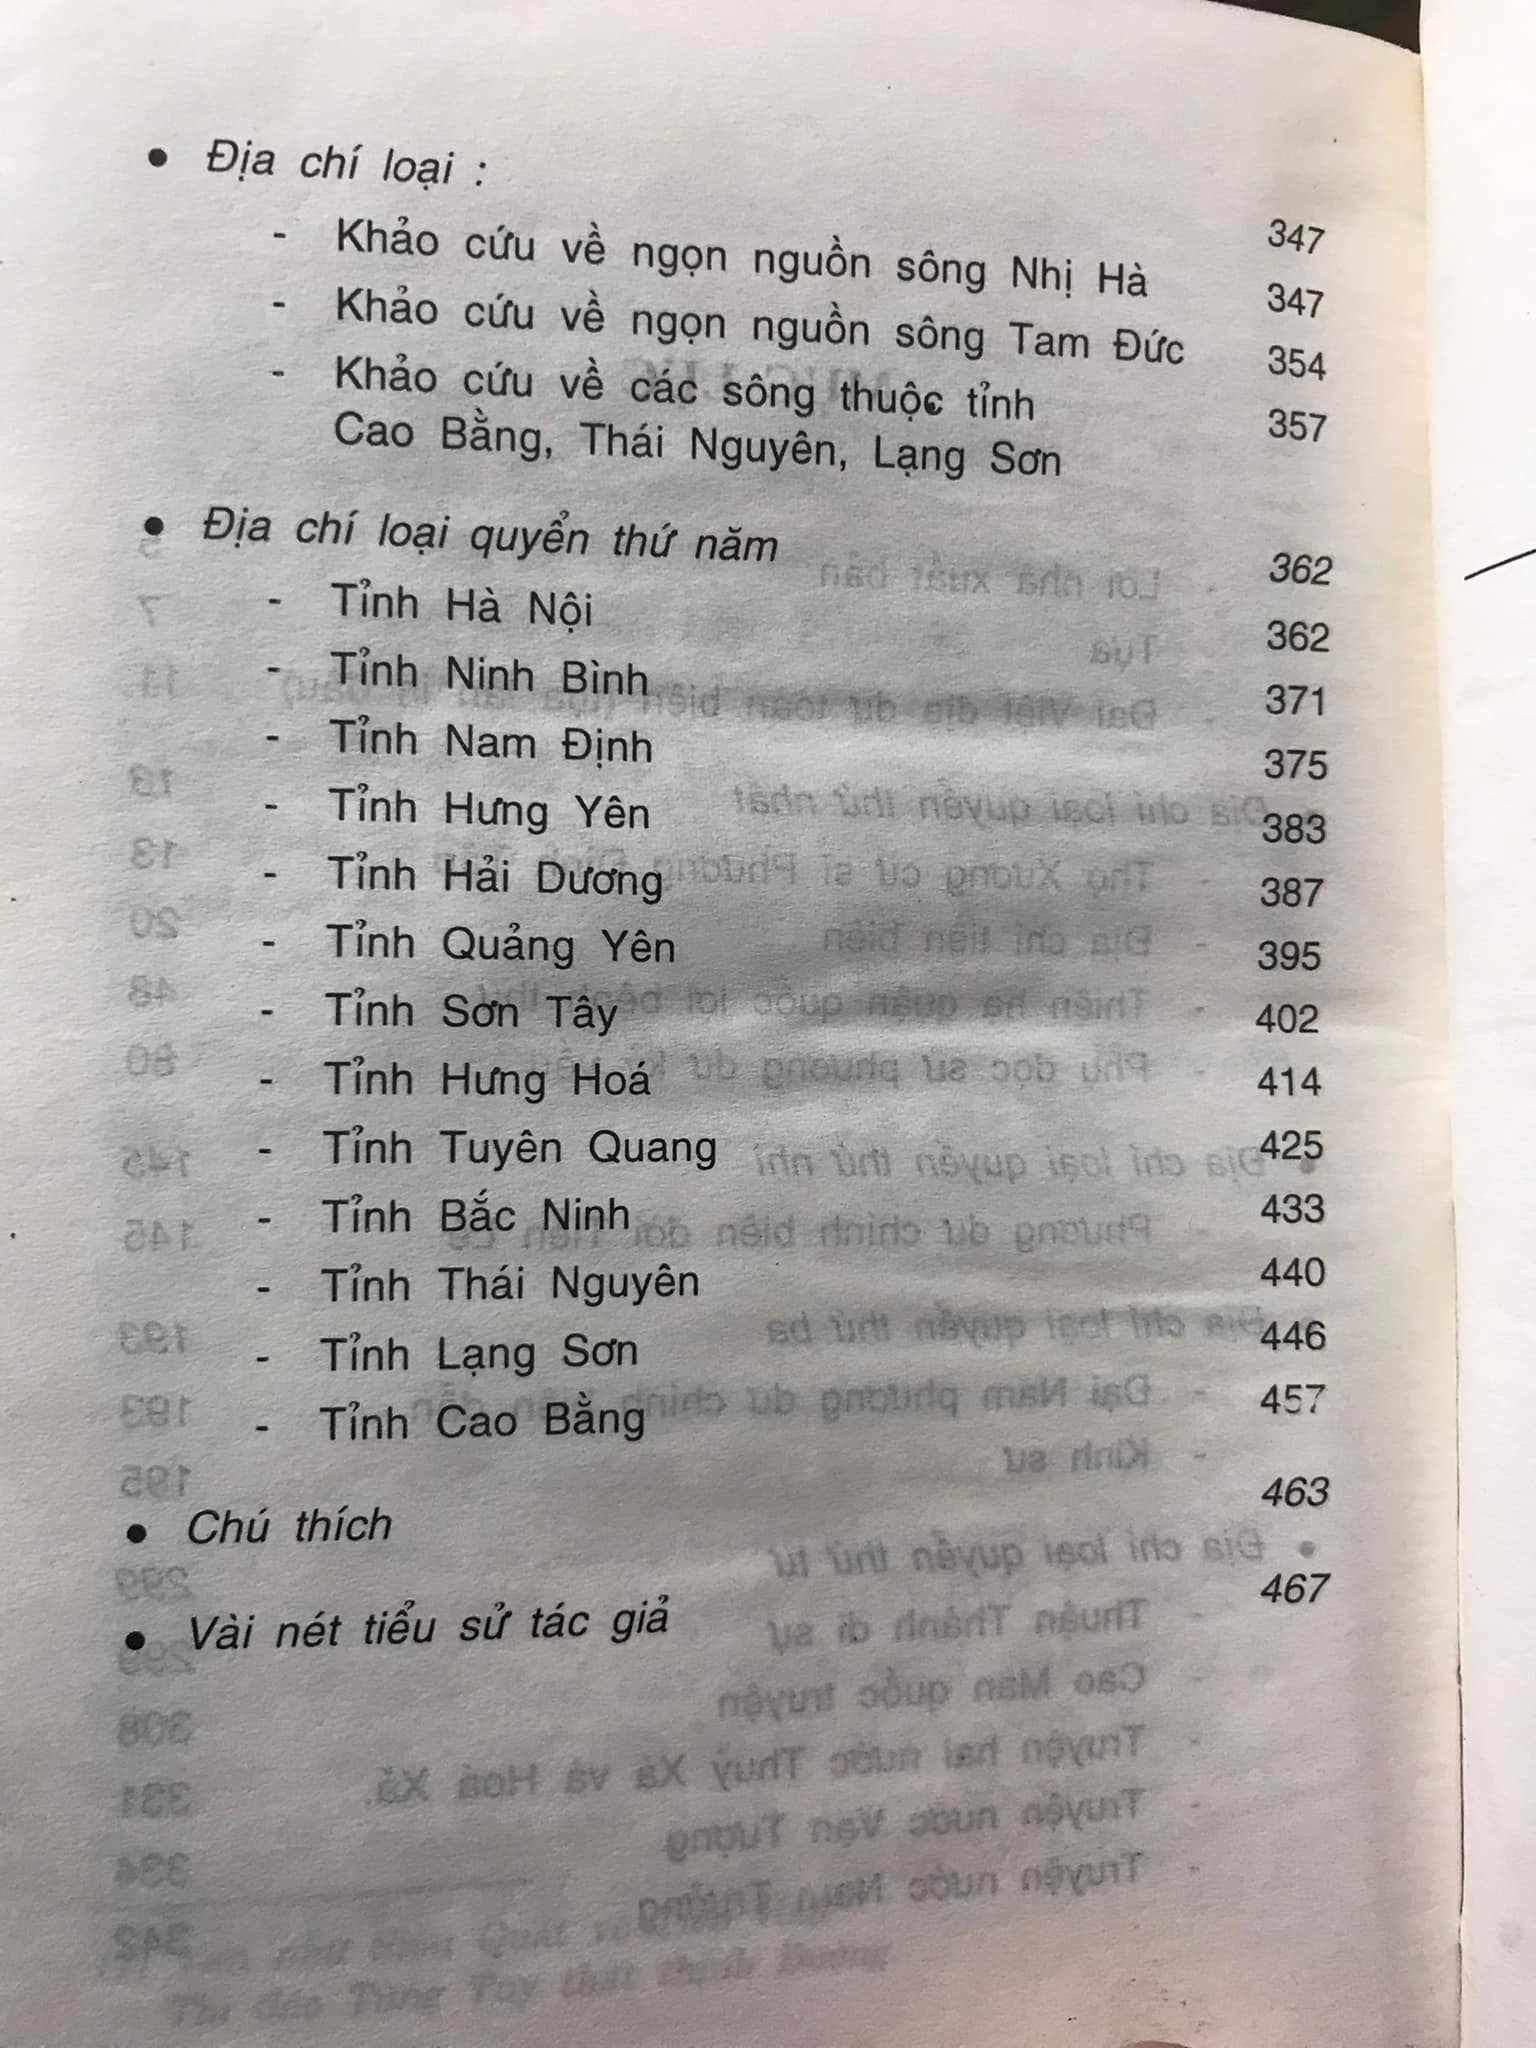 • Địa chí loại : 347
- Khảo cứu về ngọn nguồn sông Nhị Hà 347
- Khảo cứu về ngọn nguồn sông Tam Đức 354
- Khảo cứu về các sông thuộc tỉnh 357
Cao Bằng, Thái Nguyên, Lạng Sơn
• Địa chí loại quyển thứ năm 362
- Tỉnh Hà Nội 362
- Tỉnh Ninh Bình 371
- Tỉnh Nam Định 375
- Tỉnh Hưng Yên 383
- Tỉnh Hải Dương 387
- Tỉnh Quảng Yên 395
- Tỉnh Sơn Tây 402
- Tỉnh Hưng Hoá 414
- Tỉnh Tuyên Quang 425
- Tỉnh Bắc Ninh 433
- Tỉnh Thái Nguyên 440
- Tỉnh Lạng Sơn 446
- Tỉnh Cao Bằng 457
• Chú thích 463
• Vài nét tiểu sử tác giả 467